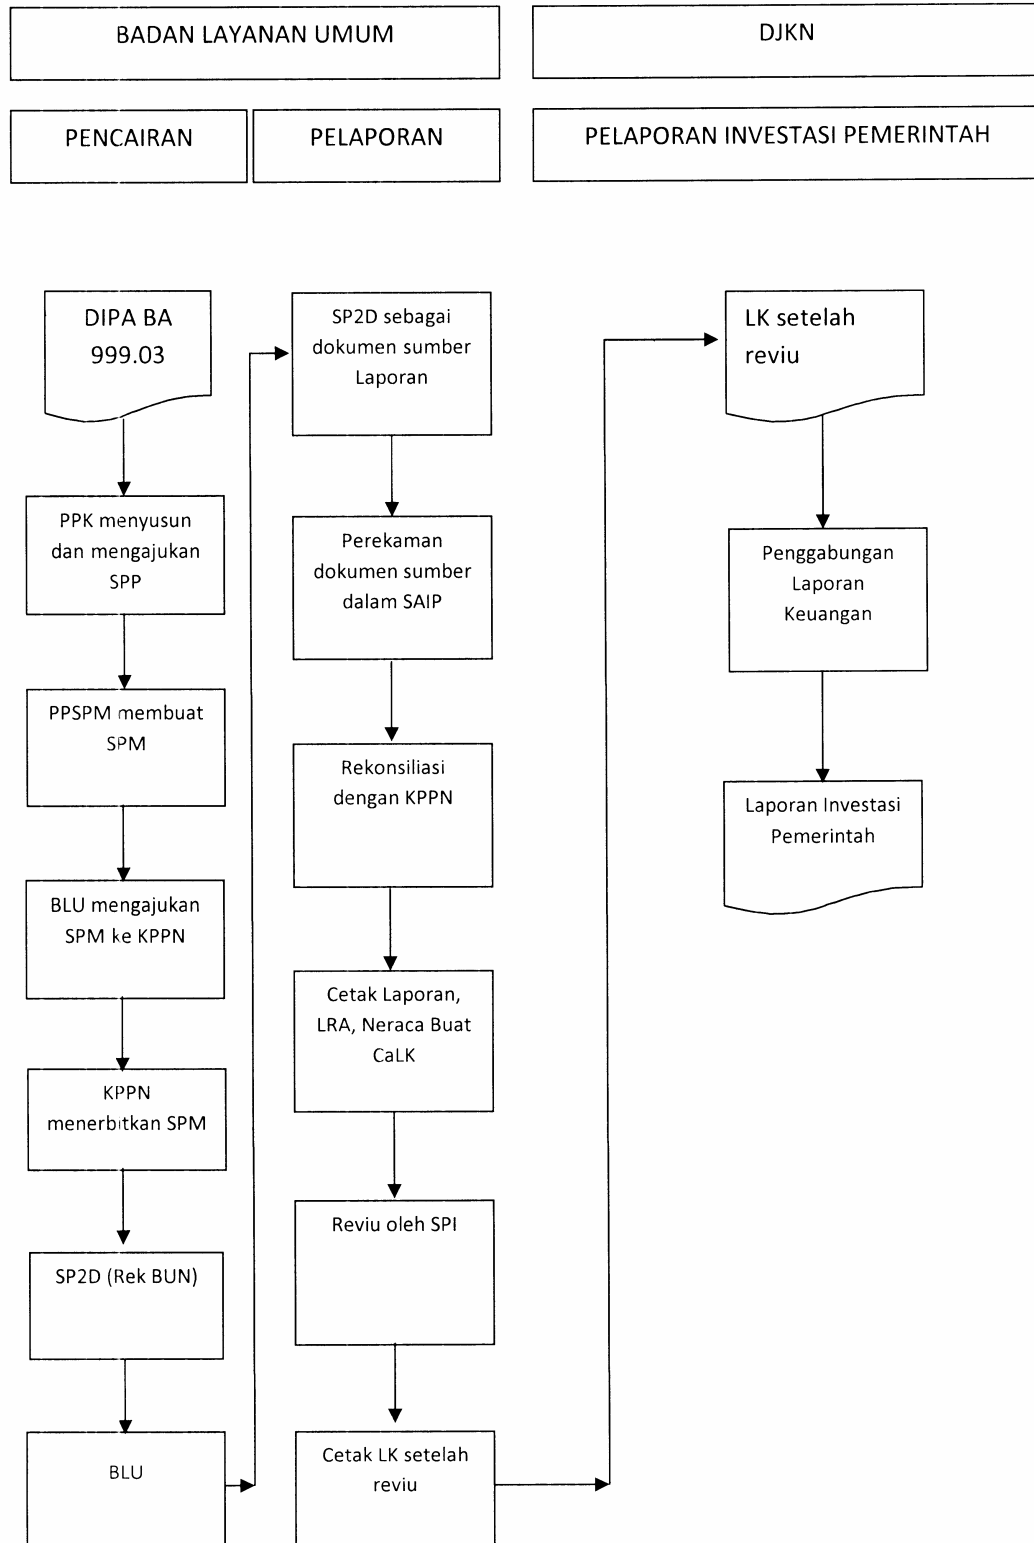 BADAN LAYANAN UMUM
DJKN
PENCAIRAN
PELAPORAN
PELAPORAN INVESTASI PEMERINTAH
DIPA BA
999.03
PPK menyusun
dan mengajukan
SPP
PPSPM membuat
SPM
BLU mengajukan
SPM ke KPPN
KPPN
menerbitkan SPM
SP2D (Rek BUN)
BLU
SP2D sebagai
dokumen sumber
Laporan
Perekaman
dokumen sumber
dalam SAIP
Rekonsiliasi
dengan KPPN
Cetak Laporan,
LRA, Neraca Buat
CaLK
Reviu oleh SPI
Cetak LK setelah
reviu
LK setelah
reviu
Penggabungan
Laporan
Keuangan
Laporan Investasi
Pemerintah